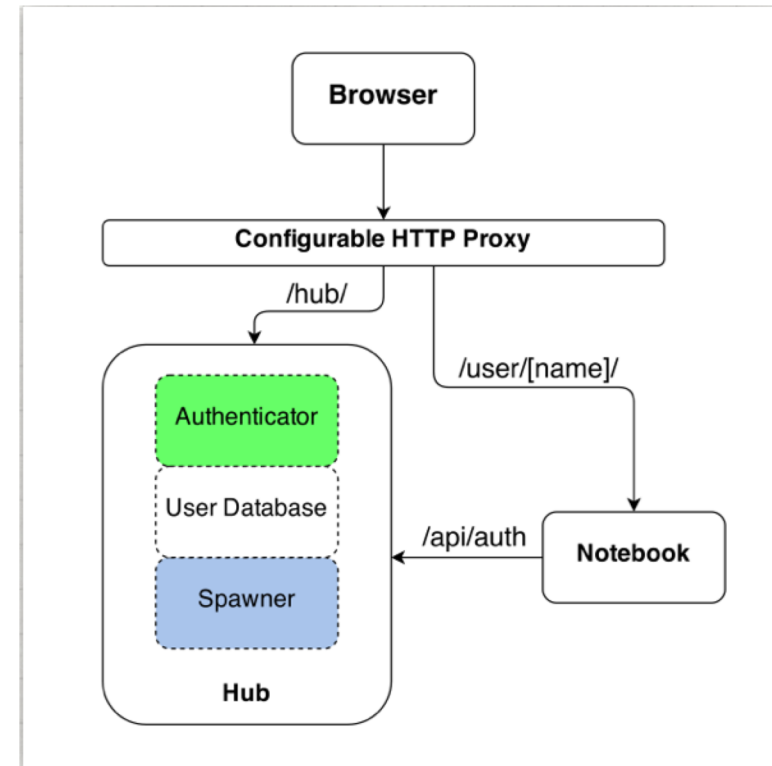 Browser
Configurable HTTP Proxy
/hub/
/user/[name]/
Authenticator
User Database
Spawner
Hub
/api/auth
Notebook